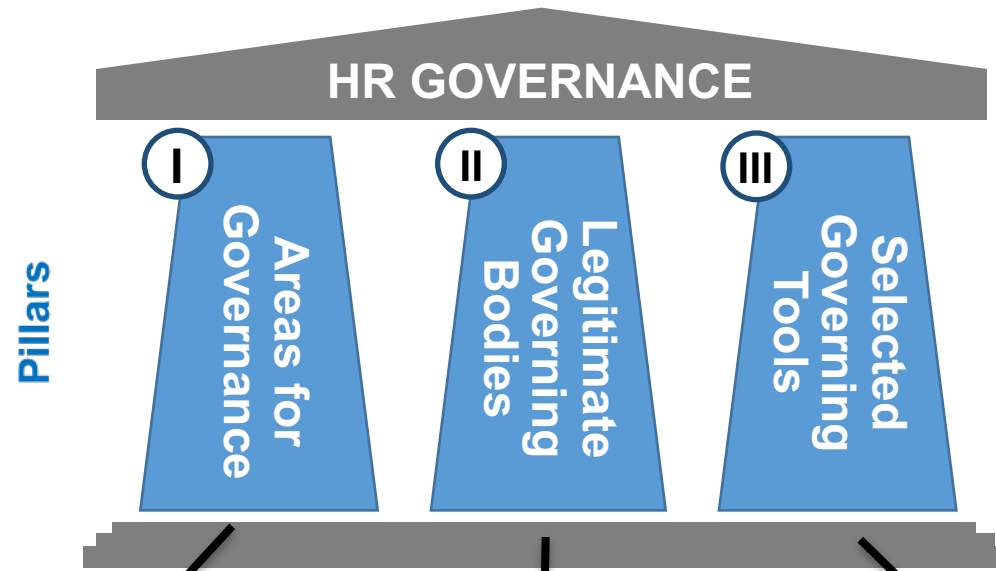 HR GOVERNANCE
Pillars
I
Areas for
Governance
II
Legitimate
Governing
Bodies
III
Selected
Governing
Tools